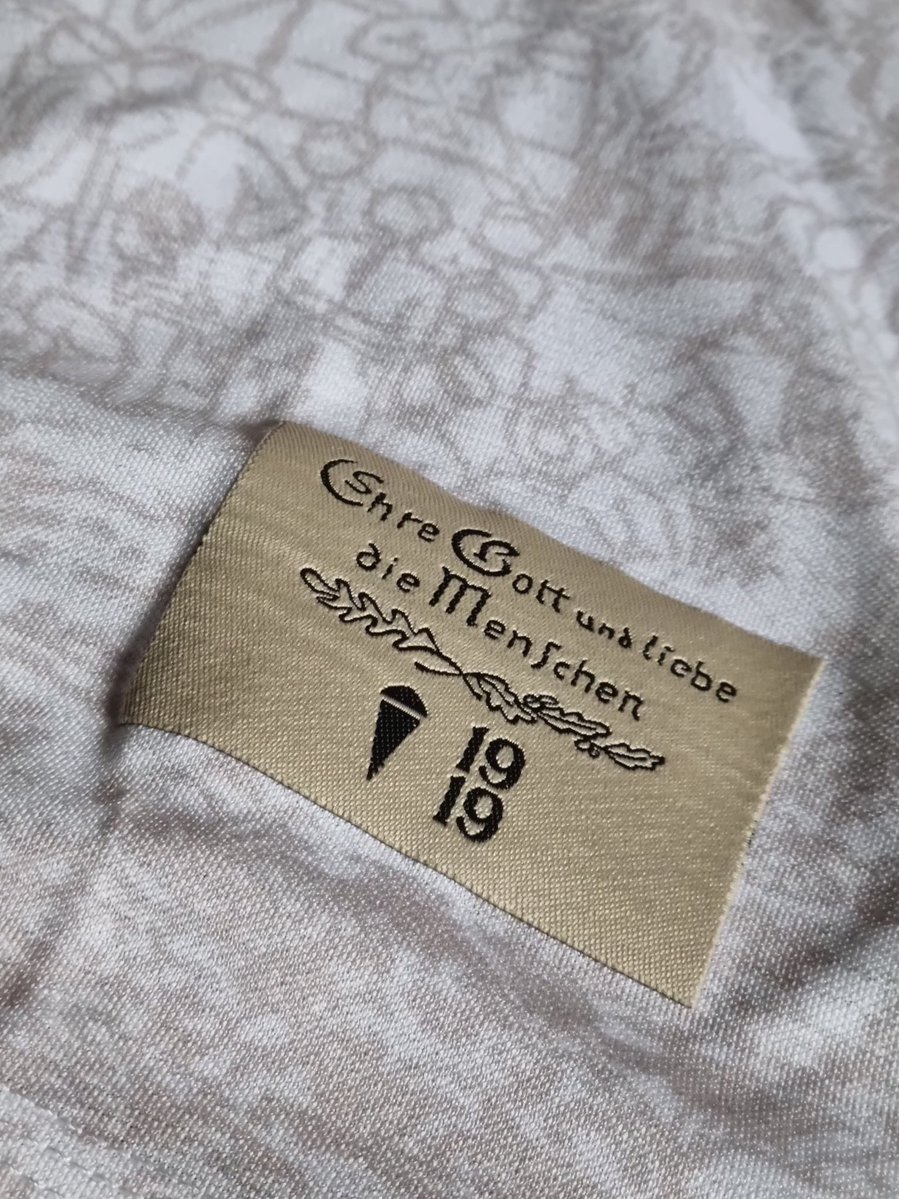 Ehre Gott und liebe
die Menschen
19
19